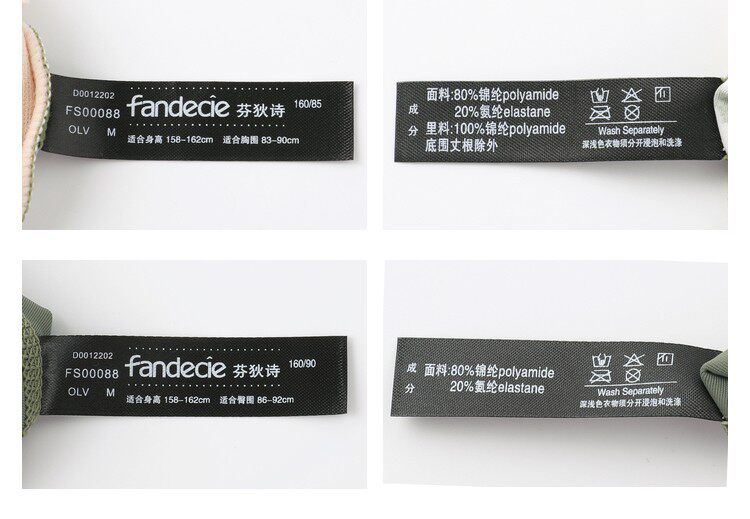 D0012202
FS00088
OLV M
fandecie 芬狄诗 160/85
适合身高 158-162cm 适合胸围 83-90cm
成分
面料:80%锦纶polyamide
20%氨纶elastane
里料:100%锦纶polyamide
底围丈根除外
Wash Separately
深浅色衣物须分开浸泡和洗涤
D0012202
FS00088
OLV M
fandecie 芬狄诗 160/90
适合身高 158-162cm 适合臀围 86-92cm
成分
面料:80%锦纶polyamide
20%氨纶elastane
Wash Separately
深浅色衣物须分开浸泡和洗涤